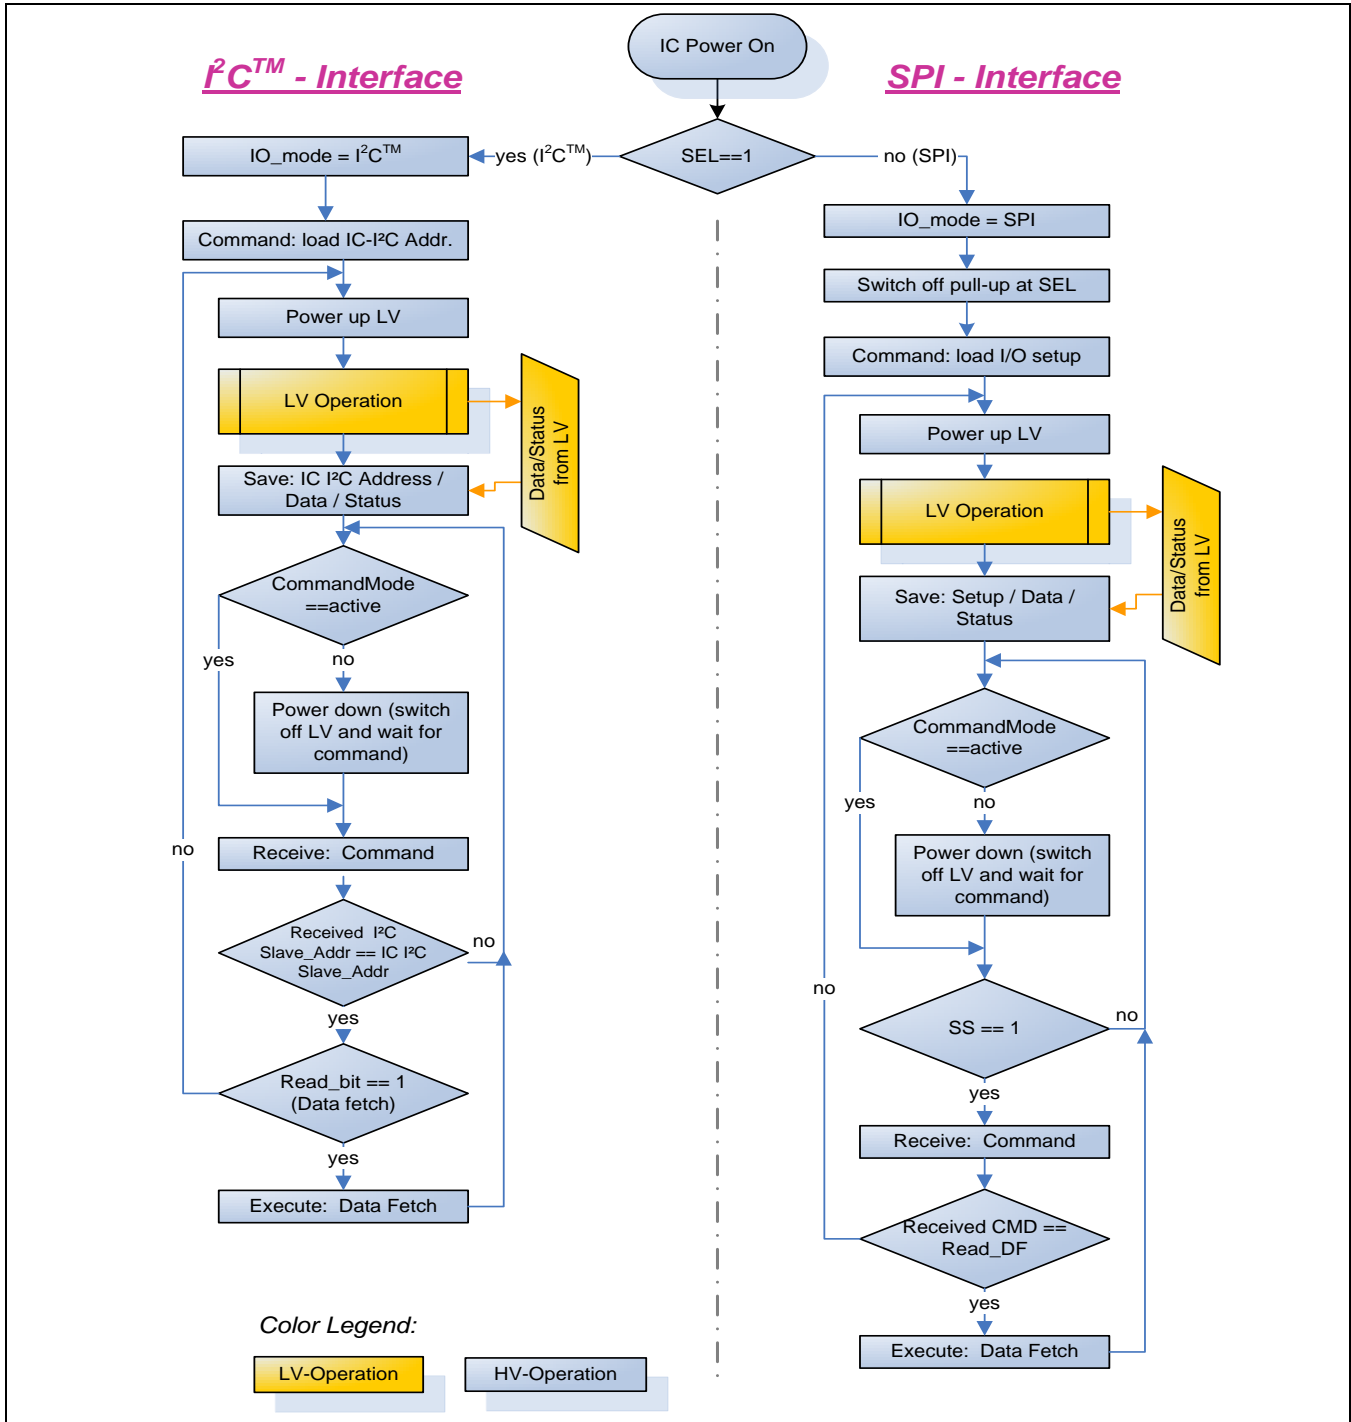 IC Power On
I²C™ - Interface
SPI - Interface
SEL==1
yes (I²C™)
no (SPI)
IO_mode = I²C™
Command: load IC-I²C Addr.
Power up LV
LV Operation
Data/Status
from LV
Save: IC I²C Address /
Data / Status
CommandMode
==active
yes
no
Power down (switch
off LV and wait for
command)
no
Receive: Command
Received I²C
Slave_Addr == IC I²C
Slave_Addr
no
yes
Read_bit == 1
(Data fetch)
yes
Execute: Data Fetch
IO_mode = SPI
Switch off pull-up at SEL
Command: load I/O setup
Power up LV
LV Operation
Data/Status
from LV
Save: Setup / Data /
Status
CommandMode
==active
yes
no
Power down (switch
off LV and wait for
command)
no
SS == 1
no
yes
Receive: Command
Received CMD ==
Read_DF
yes
Execute: Data Fetch
Color Legend:
LV-Operation
HV-Operation